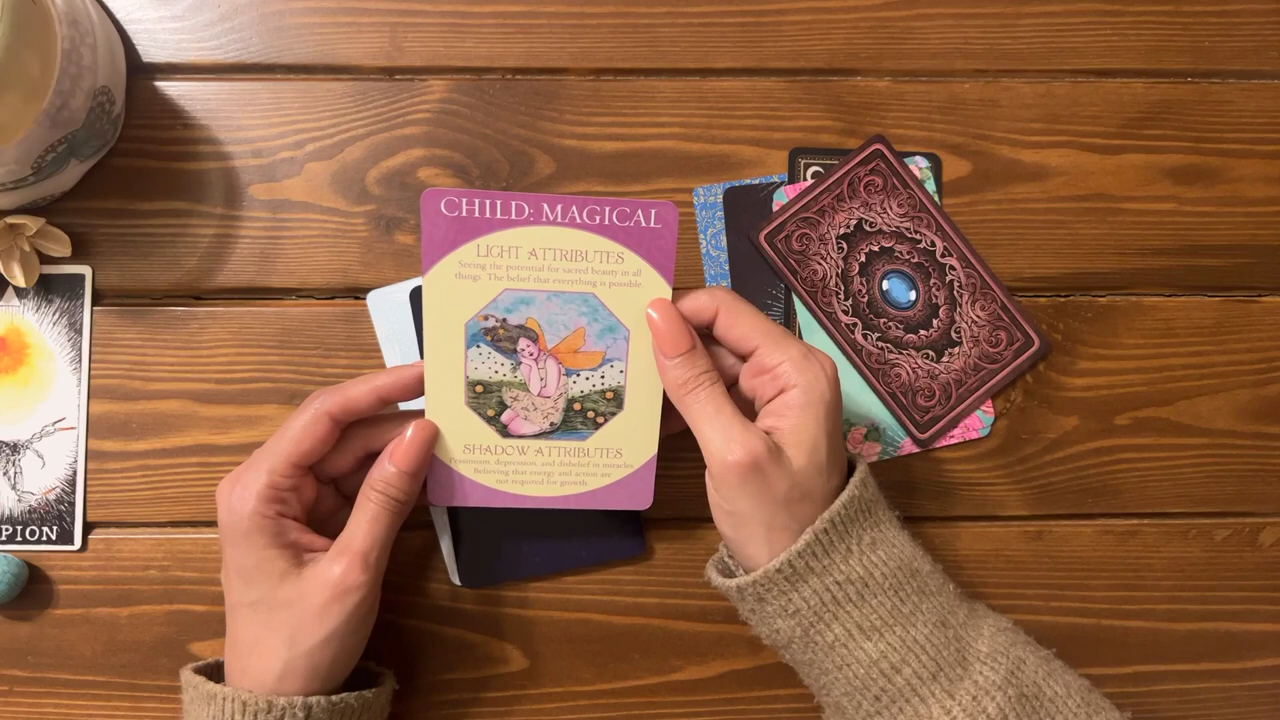 CHILD: MAGICAL
LIGHT ATTRIBUTES
Seeing the potential for sacred beauty in all
things. The belief that everything is possible.
SHADOW ATTRIBUTES
Pessimism, depression, and disbelief in miracles.
Believing that energy and action are
not required for growth.
PION